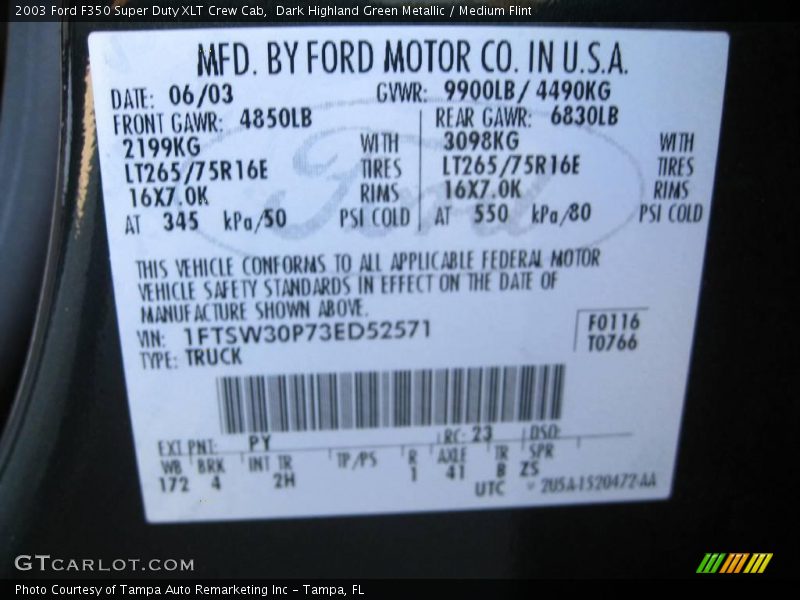 2003 Ford F350 Super Duty XLT Crew Cab,  Dark Highland Green Metallic / Medium Flint
MFD. BY FORD MOTOR CO. IN U.S.A.
DATE: 06/03 GVWR: 9900LB/ 4490KG
FRONT GAWR: 4850LB REAR GAWR: 6830LB
2199KG WITH 3098KG WITH
LT265/75R16E TIRES LT265/75R16E TIRES
16X7.0K RIMS 16X7.0K RIMS
AT 345 kPa/50 PSI COLD AT 550 kPa/80 PSI COLD
THIS VEHICLE CONFORMS TO ALL APPLICABLE FEDERAL MOTOR
VEHICLE SAFETY STANDARDS IN EFFECT ON THE DATE OF
MANUFACTURE SHOWN ABOVE.
VIN: 1FTSW30P73ED52571 F0116
TYPE: TRUCK T0766
EXT PNT: PY RC: 23 DSO:
WB BRK INT TR TP/PS R AXLE TR SPR
172 4 2H 1 41 B ZS
UTC 2U5A-1520472-AA
Ford
GTCARLOT.COM
Photo Courtesy of Tampa Auto Remarketing Inc – Tampa, FL